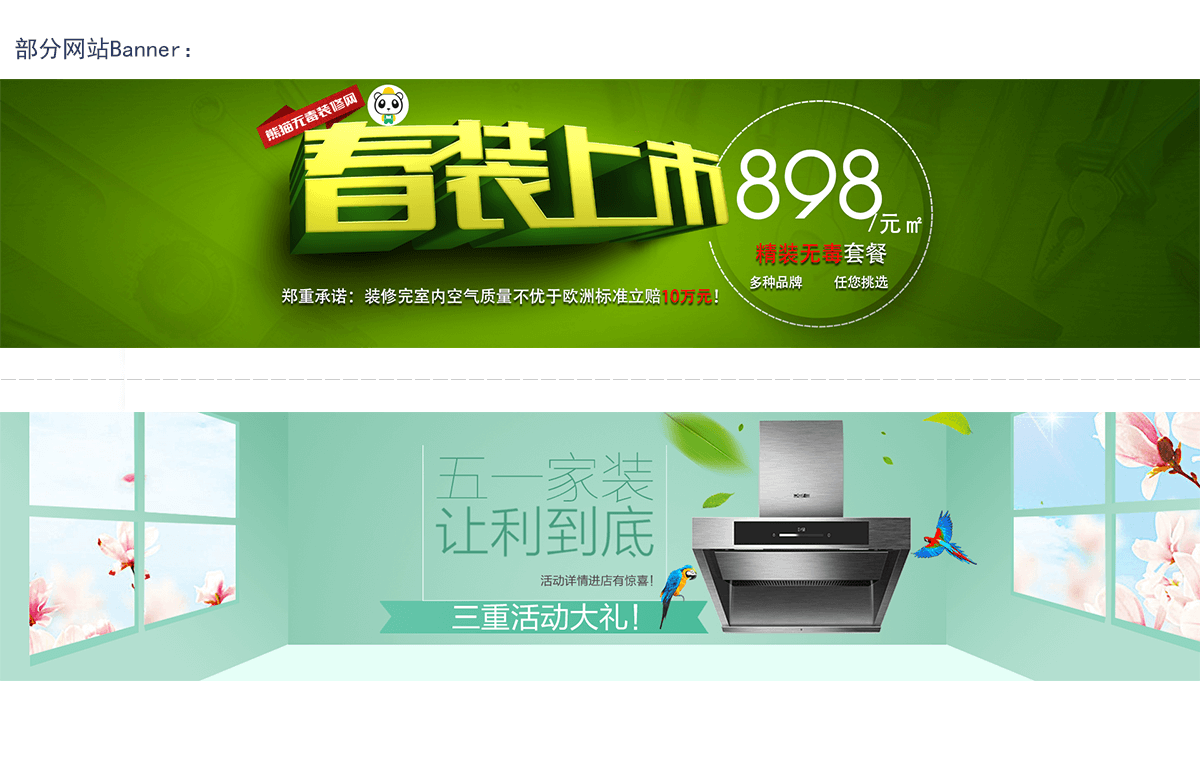 部分网站Banner：
熊猫无毒装修网
春装上市
898
/元㎡
精装无毒套餐
多种品牌 任您挑选
郑重承诺：装修完室内空气质量不忧于欧洲标准立赔10万元！
五一家装
让利到底
活动详情进店有惊喜！
三重活动大礼！